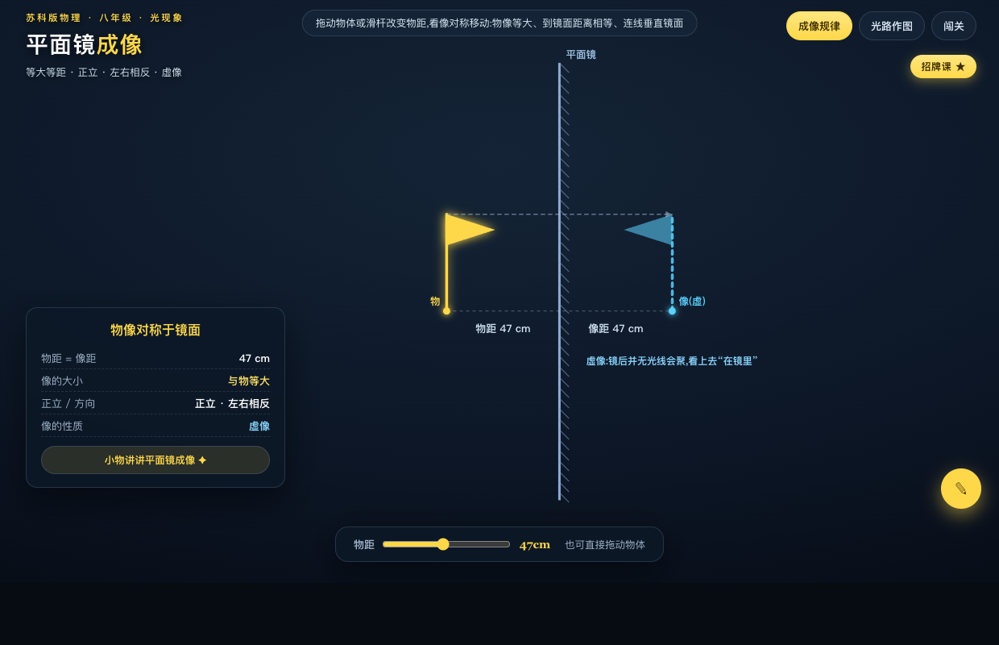 苏科版物理 · 八年级 · 光现象
平面镜成像
等大等距 · 正立 · 左右相反 · 虚像
拖动物体或滑杆改变物距,看像对称移动:物像等大、到镜面距离相等、连线垂直镜面
成像规律
光路作图
闯关
招牌课 ★
平面镜
物
像(虚)
物距 47 cm
像距 47 cm
虚像:镜后并无光线会聚,看上去“在镜里”
物像对称于镜面
物距 = 像距 47 cm
像的大小 与物等大
正立 / 方向 正立 · 左右相反
像的性质 虚像
小物讲讲平面镜成像 ✦
物距 47cm 也可直接拖动物体